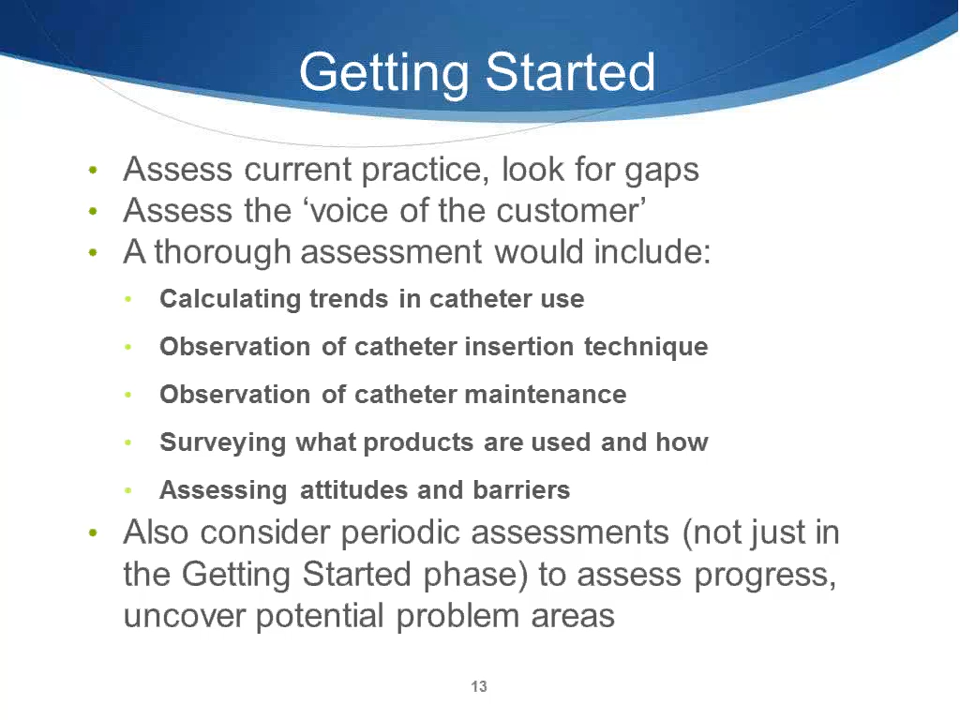 Getting Started
• Assess current practice, look for gaps
• Assess the ‘voice of the customer’
• A thorough assessment would include:
• Calculating trends in catheter use
• Observation of catheter insertion technique
• Observation of catheter maintenance
• Surveying what products are used and how
• Assessing attitudes and barriers
• Also consider periodic assessments (not just in
the Getting Started phase) to assess progress,
uncover potential problem areas
13